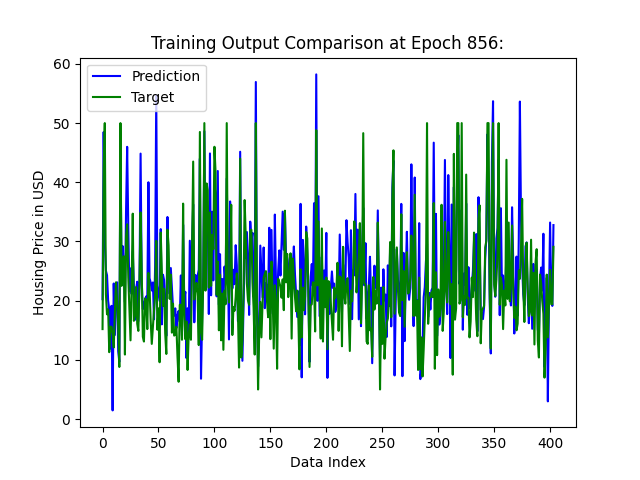 Training Output Comparison at Epoch 856:
Prediction
Target
60
50
40
30
20
10
0
Housing Price in USD
0 50 100 150 200 250 300 350 400
Data Index